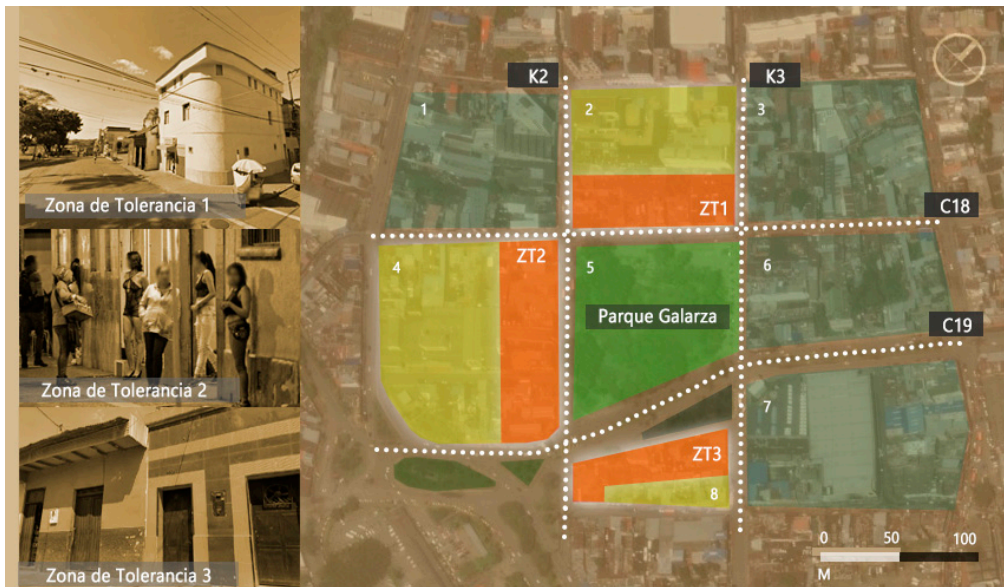 Zona de Tolerancia 1
Zona de Tolerancia 2
Zona de Tolerancia 3
K2
K3
1
2
3
ZT1
C18
4
ZT2
5
6
Parque Galarza
C19
7
ZT3
8
0 50 100
M